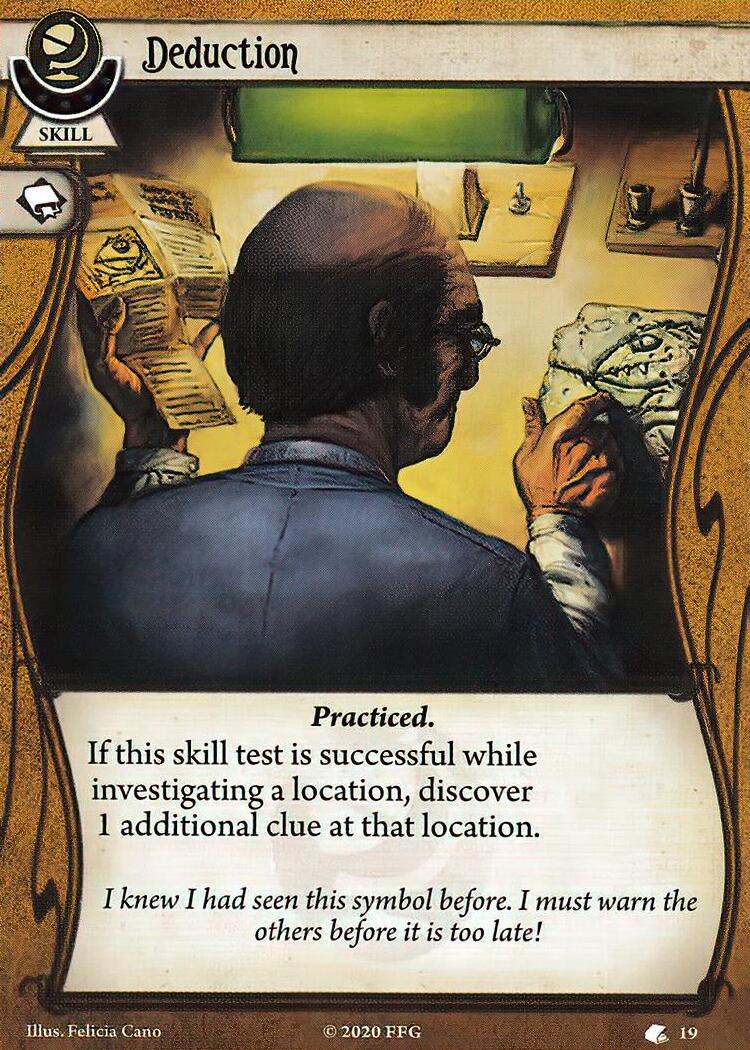 Deduction
SKILL
Practiced.
If this skill test is successful while
investigating a location, discover
1 additional clue at that location.
I knew I had seen this symbol before. I must warn the
others before it is too late!
Illus. Felicia Cano
© 2020 FFG
19